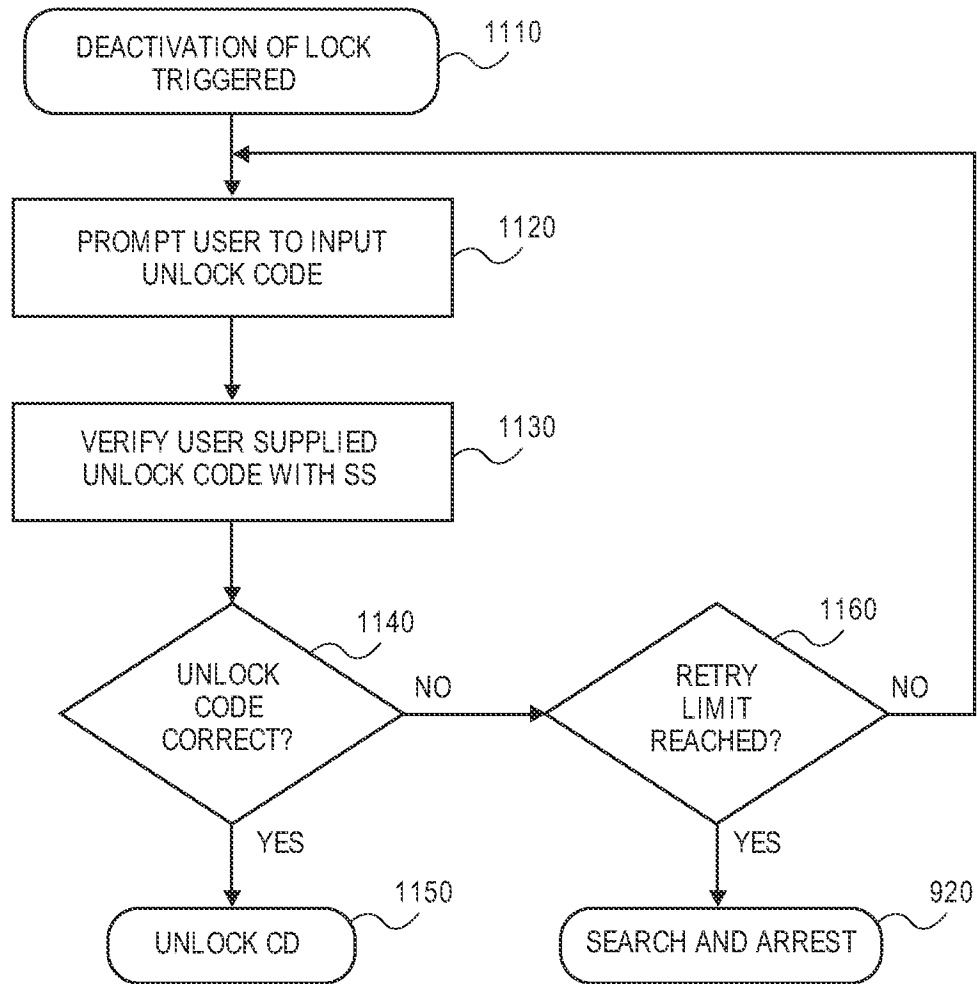 DEACTIVATION OF LOCK
TRIGGERED
1110
PROMPT USER TO INPUT
UNLOCK CODE
1120
VERIFY USER SUPPLIED
UNLOCK CODE WITH SS
1130
UNLOCK
CODE
CORRECT?
1140
NO
YES
RETRY
LIMIT
REACHED?
1160
NO
YES
UNLOCK CD
1150
SEARCH AND ARREST
920